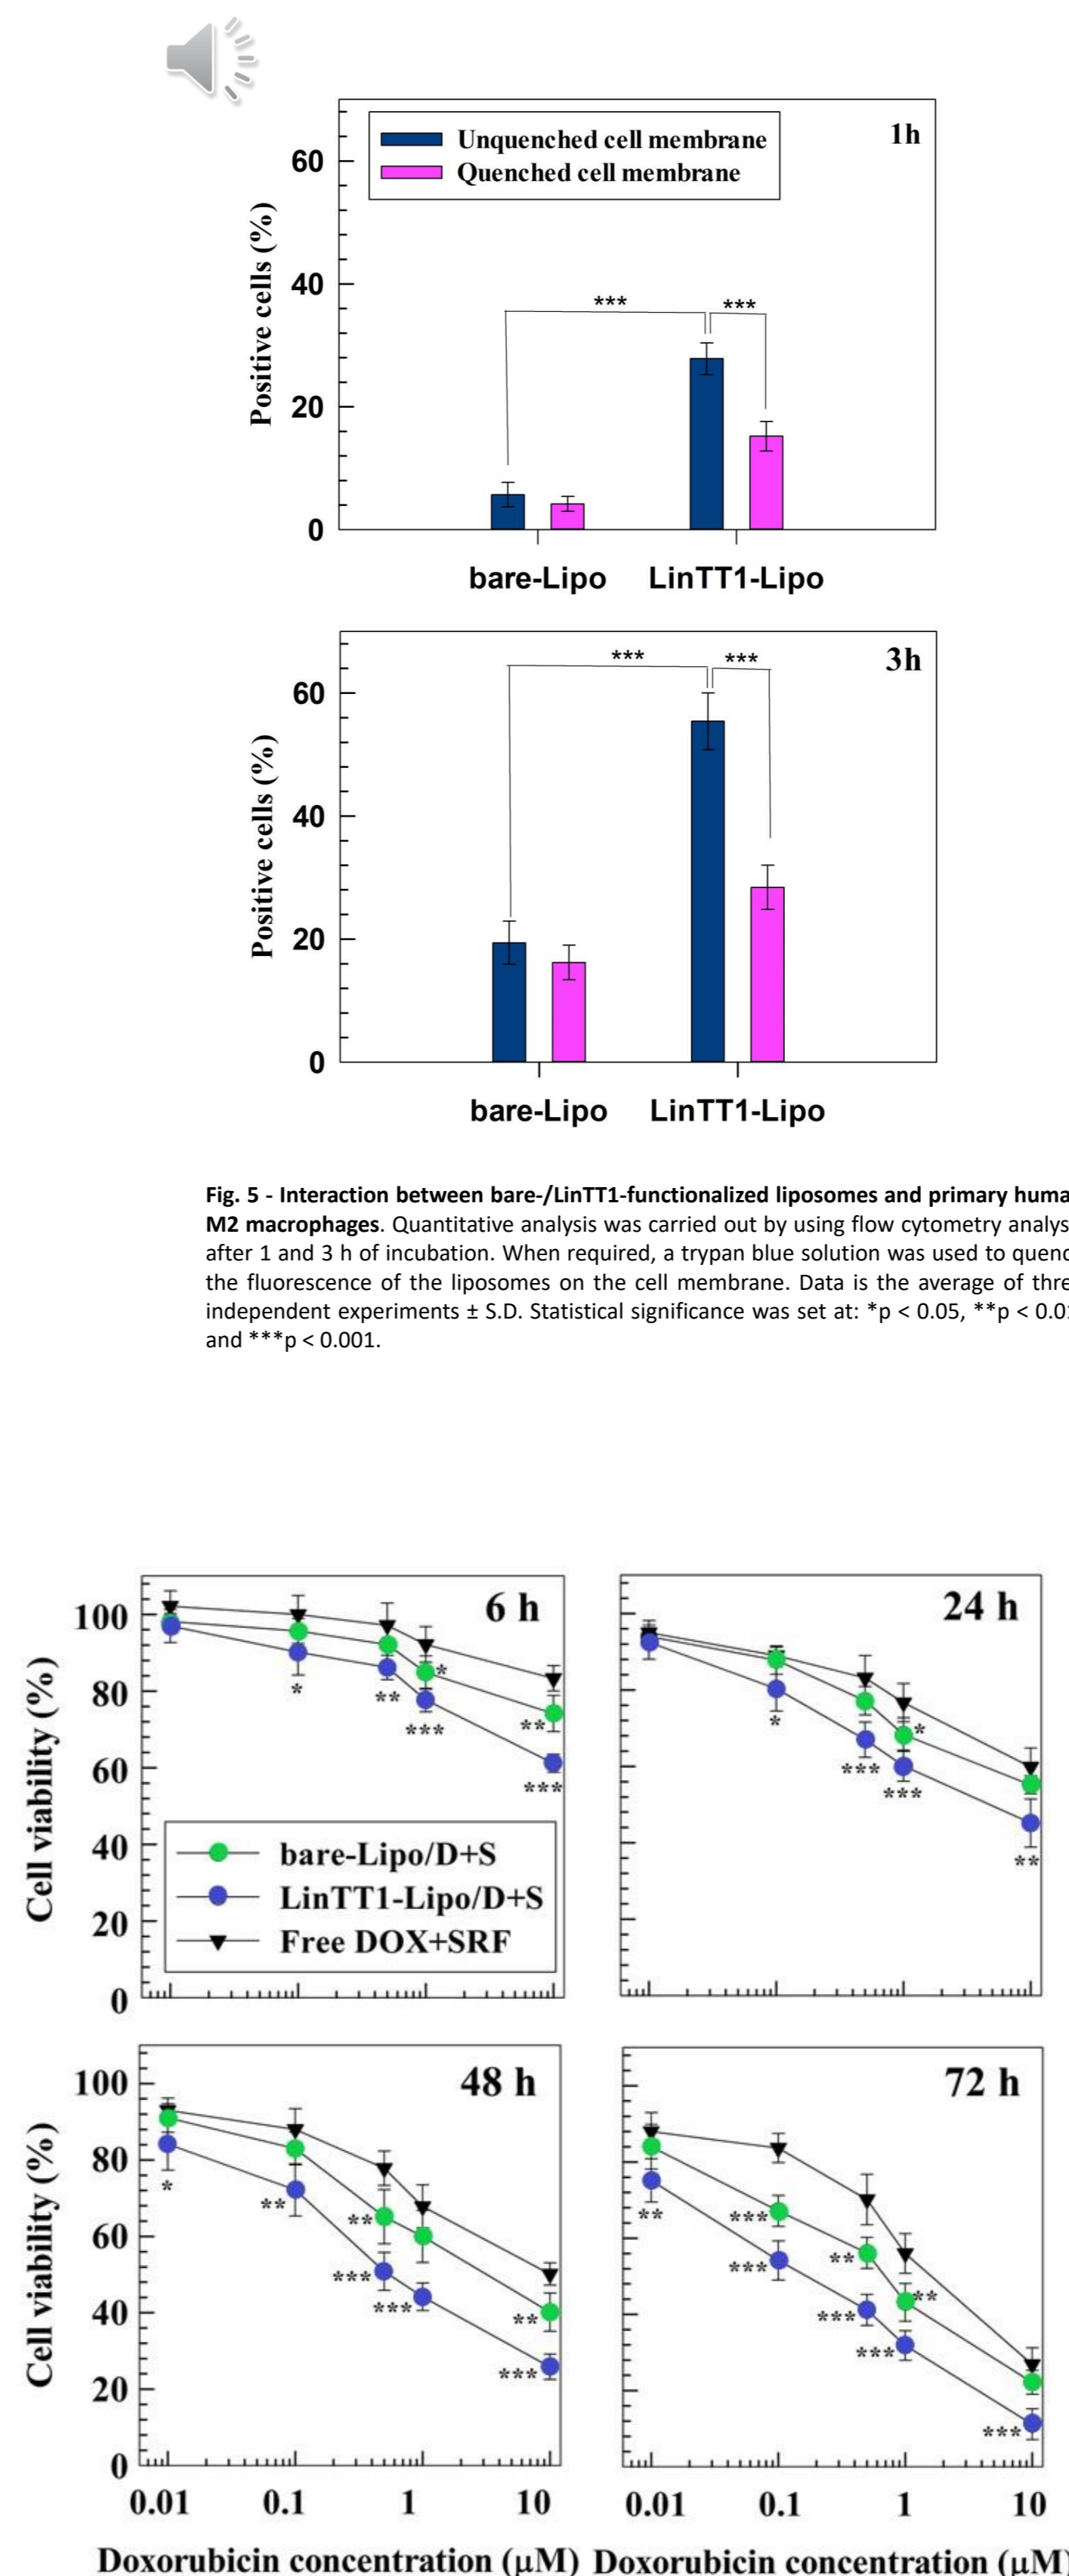 Unquenched cell membrane
Quenched cell membrane
1h
60
40
20
0
Positive cells (%)
***
***
bare-Lipo LinTT1-Lipo
3h
60
40
20
0
Positive cells (%)
***
***
bare-Lipo LinTT1-Lipo
Fig. 5 - Interaction between bare-/LinTT1-functionalized liposomes and primary huma
M2 macrophages. Quantitative analysis was carried out by using flow cytometry analys
after 1 and 3 h of incubation. When required, a trypan blue solution was used to quenc
the fluorescence of the liposomes on the cell membrane. Data is the average of thre
independent experiments ± S.D. Statistical significance was set at: *p < 0.05, **p < 0.01
and ***p < 0.001.
6 h
100
80
60
40
20
0
Cell viability (%)
*
*
**
***
**
***
bare-Lipo/D+S
LinTT1-Lipo/D+S
Free DOX+SRF
24 h
*
*
***
***
**
48 h
100
80
60
40
20
0
Cell viability (%)
*
**
**
***
***
**
***
0.01 0.1 1 10
Doxorubicin concentration (µM)
72 h
**
***
***
**
***
**
***
***
0.01 0.1 1 10
Doxorubicin concentration (µM)